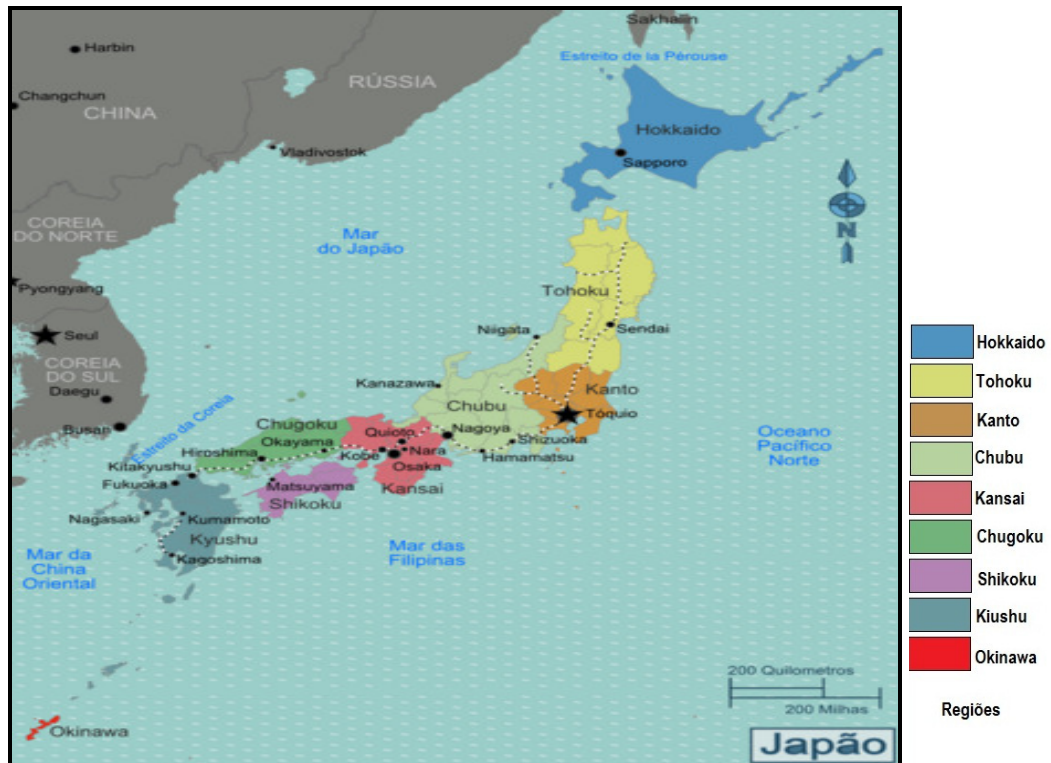 Sakhalin
Harbin
Estreito de la Pérouse
RÚSSIA
Changchun
CHINA
Hokkaido
Vladivostok
Sapporo
COREIA
DO NORTE
Mar
do Japão
N
Pyongyang
Tohoku
Seul
Niigata
Sendai
COREIA
DO SUL
Kanazawa
Kanto
Daegu
Chubu
Tóquio
Estreito da Coreia
Chugoku
Busan
Quioto
Nagoya
Oceano
Pacífico
Norte
Okayama
Shizuoka
Hiroshima
Kobe
Nara
Hamamatsu
Kitakyushu
Osaka
Fukuoka
Matsuyama
Kansai
Shikoku
Nagasaki
Kumamoto
Kyushu
Mar das
Filipinas
Mar da
China
Oriental
Kagoshima
200 Quilometros
200 Milhas
Okinawa
Japão
Hokkaido
Tohoku
Kanto
Chubu
Kansai
Chugoku
Shikoku
Kiushu
Okinawa
Regiões